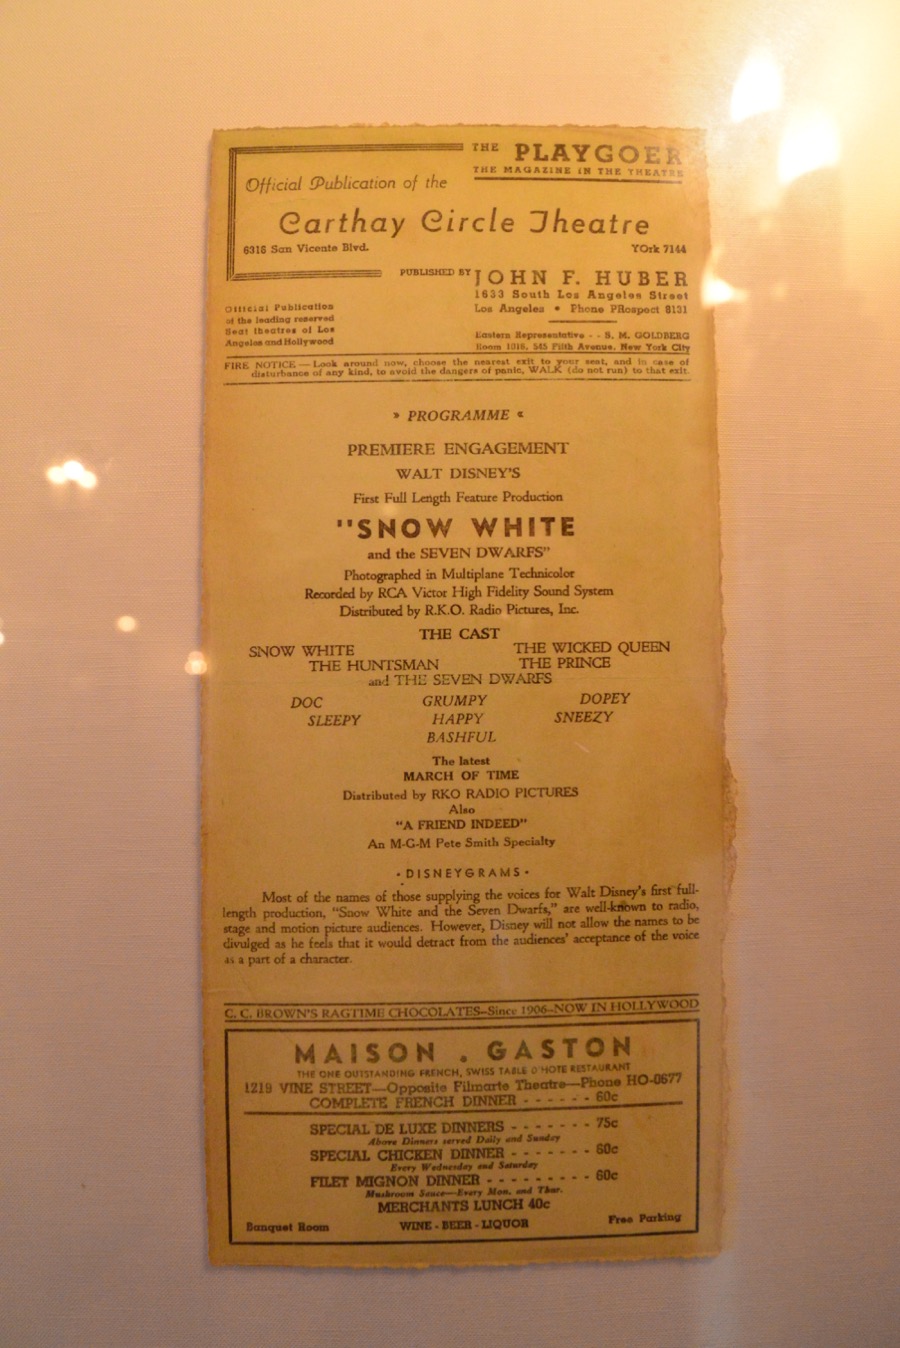 THE PLAYGOER
THE MAGAZINE IN THE THEATRE
Official Publication of the
Carthay Circle Theatre
6316 San Vicente Blvd. YOrk 7144
PUBLISHED BY JOHN F. HUBER
1633 South Los Angeles Street
Los Angeles • Phone PRospect 8131
Official Publication
of the leading reserved
Seat theatres of Los
Angeles and Hollywood
Eastern Representative - - S. M. GOLDBERG
Room 1018, 545 Fifth Avenue, New York City
FIRE NOTICE — Look around now, choose the nearest exit to your seat, and in case of
disturbance of any kind, to avoid the dangers of panic, WALK (do not run) to that exit.
» PROGRAMME «
PREMIERE ENGAGEMENT
WALT DISNEY'S
First Full Length Feature Production
"SNOW WHITE
and the SEVEN DWARFS"
Photographed in Multiplane Technicolor
Recorded by RCA Victor High Fidelity Sound System
Distributed by R.K.O. Radio Pictures, Inc.
THE CAST
SNOW WHITE THE WICKED QUEEN
THE HUNTSMAN THE PRINCE
and THE SEVEN DWARFS
DOC GRUMPY DOPEY
SLEEPY HAPPY SNEEZY
BASHFUL
The latest
MARCH OF TIME
Distributed by RKO RADIO PICTURES
Also
"A FRIEND INDEED"
An M-G-M Pete Smith Specialty
• DISNEYGRAMS •
Most of the names of those supplying the voices for Walt Disney's first full-
length production, "Snow White and the Seven Dwarfs," are well-known to radio,
stage and motion picture audiences. However, Disney will not allow the names to be
divulged as he feels that it would detract from the audiences' acceptance of the voice
as a part of a character.
C. C. BROWN'S RAGTIME CHOCOLATES—Since 1906—NOW IN HOLLYWOOD
MAISON . GASTON
THE ONE OUTSTANDING FRENCH, SWISS TABLE D'HOTE RESTAURANT
1219 VINE STREET—Opposite Filmarte Theatre—Phone HO-0677
COMPLETE FRENCH DINNER - - - - - - 60c
SPECIAL DE LUXE DINNERS - - - - - - - 75c
Above Dinners served Daily and Sunday
SPECIAL CHICKEN DINNER - - - - - - - 60c
Every Wednesday and Saturday
FILET MIGNON DINNER - - - - - - - - - 60c
Mushroom Sauce—Every Mon. and Thur.
MERCHANTS LUNCH 40c
Banquet Room WINE - BEER - LIQUOR Free Parking